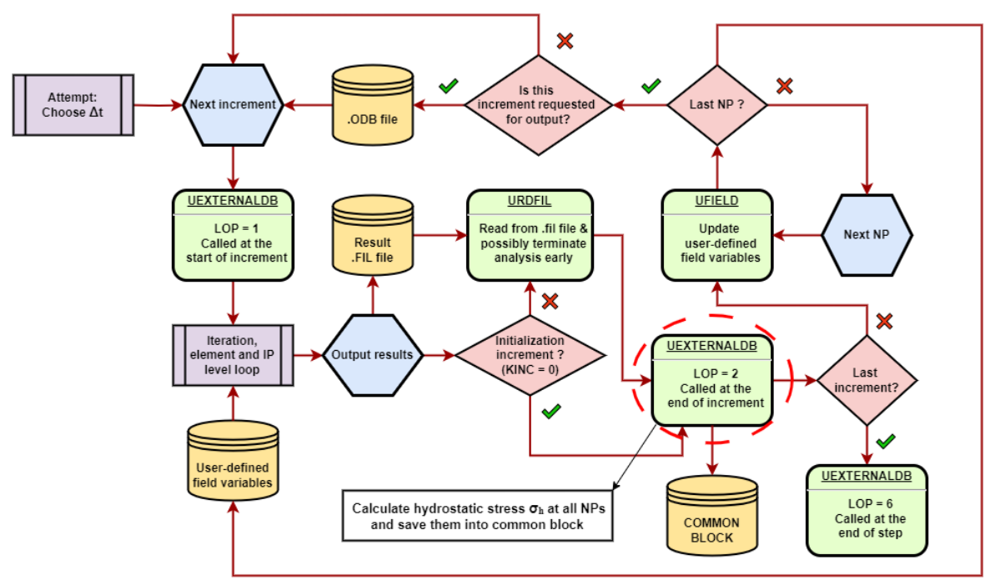 Attempt:
Choose Δt
Next increment
.ODB file
Is this
increment requested
for output?
Last NP ?
UEXTERNALDB
LOP = 1
Called at the
start of increment
Result
.FIL file
URDFIL
Read from .fil file &
possibly terminate
analysis early
UFIELD
Update
user-defined
field variables
Next NP
Iteration,
element and IP
level loop
Output results
Initialization
increment ?
(KINC = 0)
UEXTERNALDB
LOP = 2
Called at the
end of increment
Last
increment?
User-defined
field variables
Calculate hydrostatic stress σₕ at all NPs
and save them into common block
COMMON
BLOCK
UEXTERNALDB
LOP = 6
Called at the
end of step